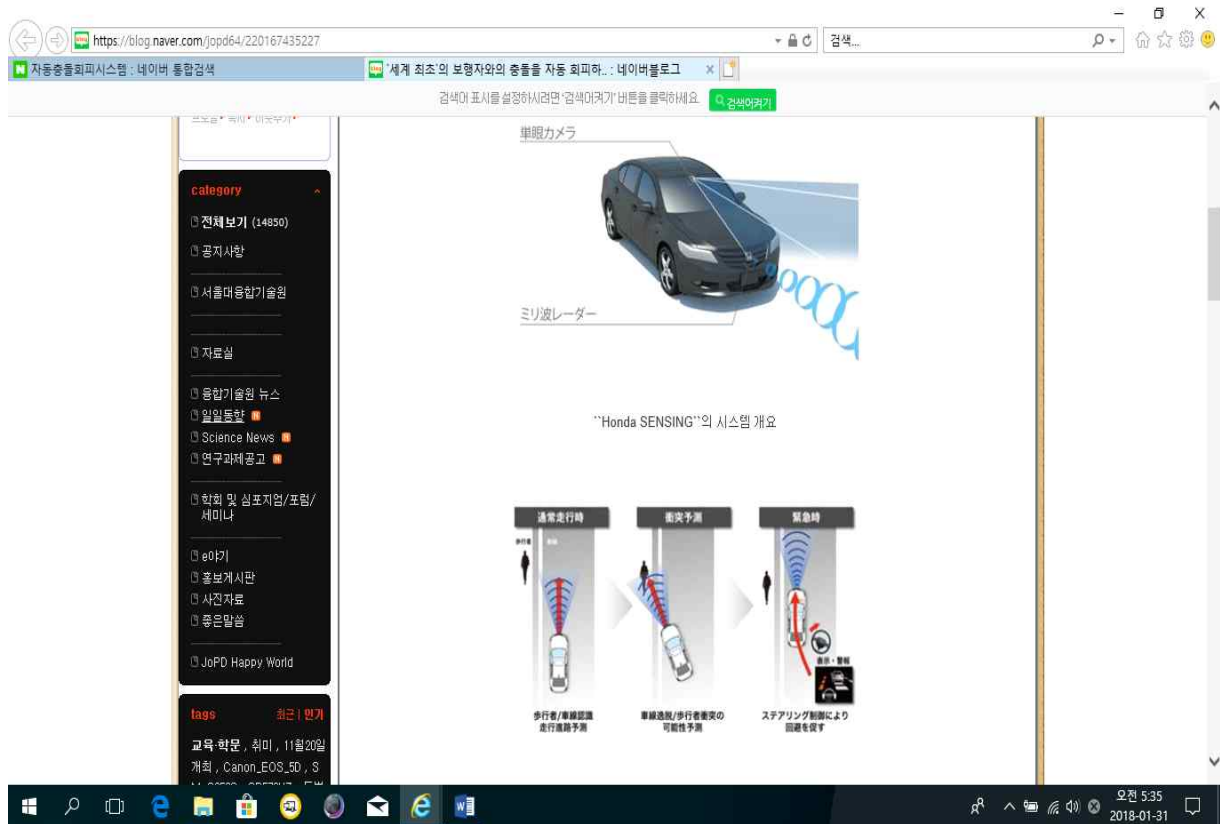 https://blog.naver.com/jopd64/220167435227
검색...
자동충돌회피시스템 : 네이버 통합검색
'세계 최초'의 보행자와의 충돌을 자동 회피하.. : 네이버블로그
검색어 표시를 설정하시려면 '검색어켜기' 버튼을 클릭하세요.
검색어켜기
category
전체보기 (14850)
공지사항
서울대융합기술원
자료실
융합기술원 뉴스
일일동향
Science News
연구과제공고
학회 및 심포지엄/포럼/
세미나
e야기
홍보게시판
사진자료
좋은말씀
JoPD Happy World
tags
최근 | 인기
교육·학문 , 취미 , 11월20일
개최 , Canon_EOS_5D , S
単眼カメラ
ミリ波レーダー
``Honda SENSING``의 시스템 개요
通常走行時
歩行者
歩行者/車線認識
走行進路予測
衝突予測
車線逸脱/歩行者衝突の
可能性予測
緊急時
表示・警報
ステアリング制御により
回避を促す
오전 5:35
2018-01-31